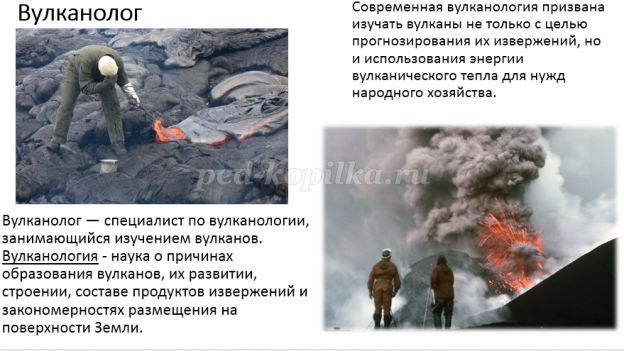 Вулканолог
Современная вулканология призвана
изучать вулканы не только с целью
прогнозирования их извержений, но
и использования энергии
вулканического тепла для нужд
народного хозяйства.
ped-kopilka.ru
Вулканолог — специалист по вулканологии,
занимающийся изучением вулканов.
Вулканология - наука о причинах
образования вулканов, их развитии,
строении, составе продуктов извержений и
закономерностях размещения на
поверхности Земли.